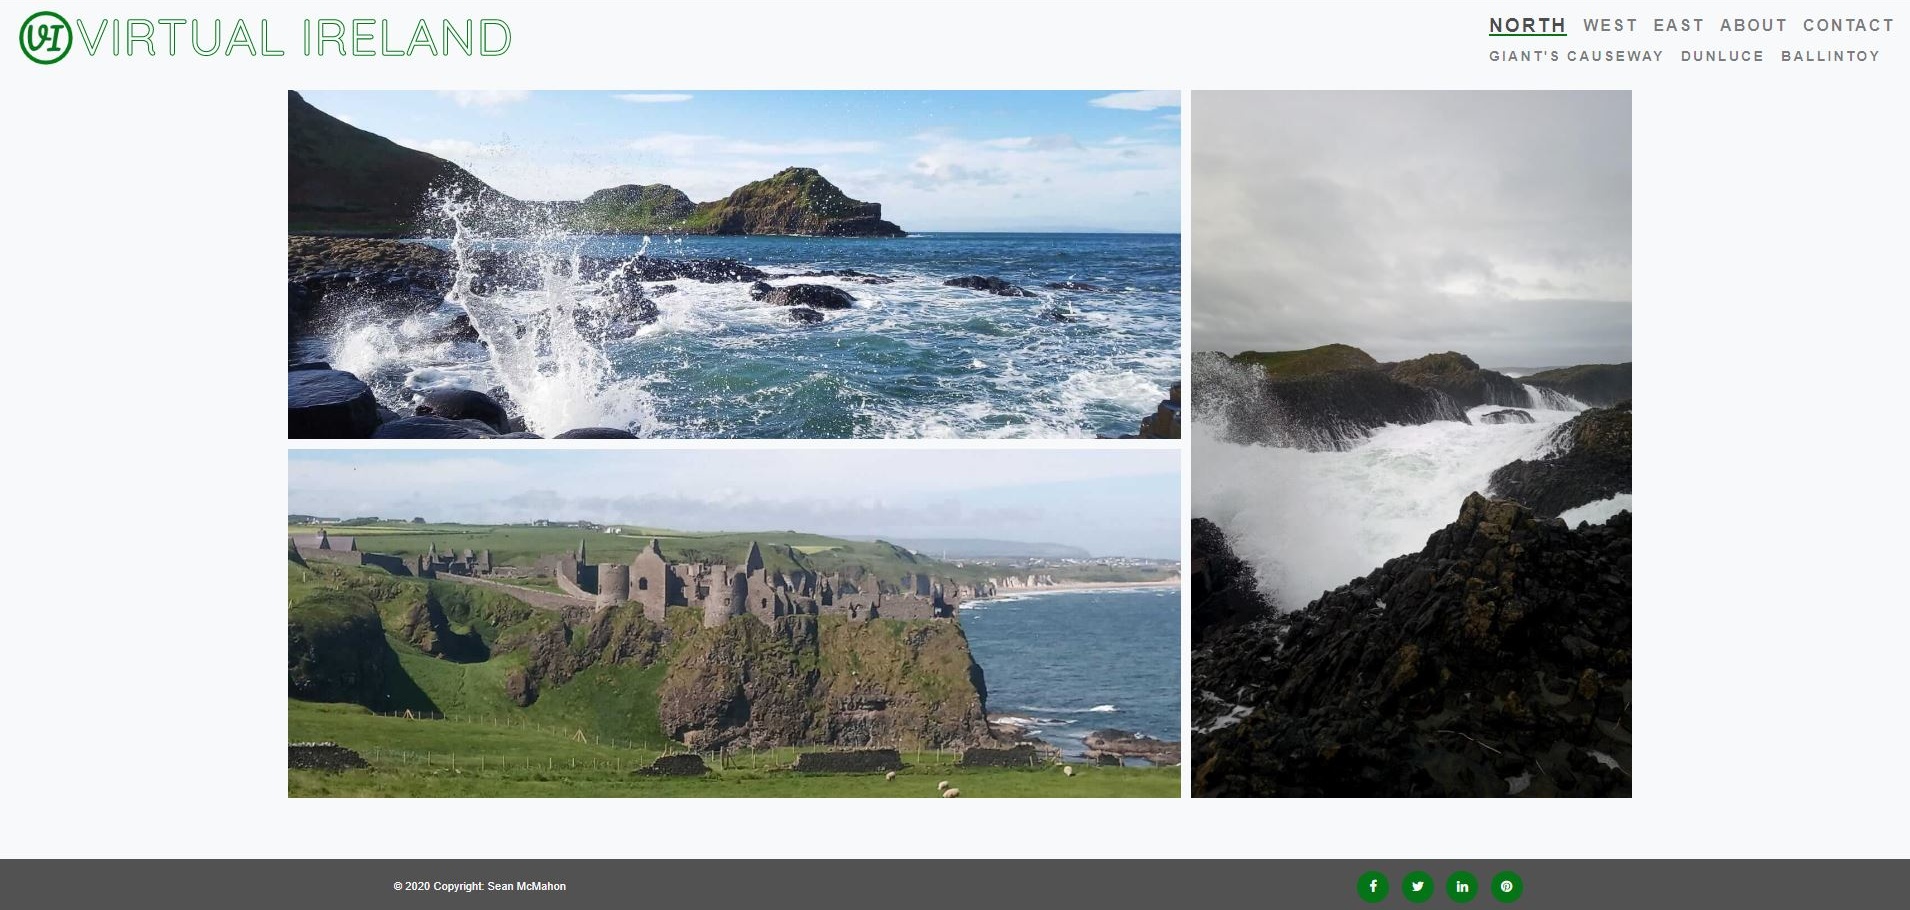 VI VIRTUAL IRELAND
NORTH WEST EAST ABOUT CONTACT
GIANT'S CAUSEWAY DUNLUCE BALLINTOY
© 2020 Copyright: Sean McMahon